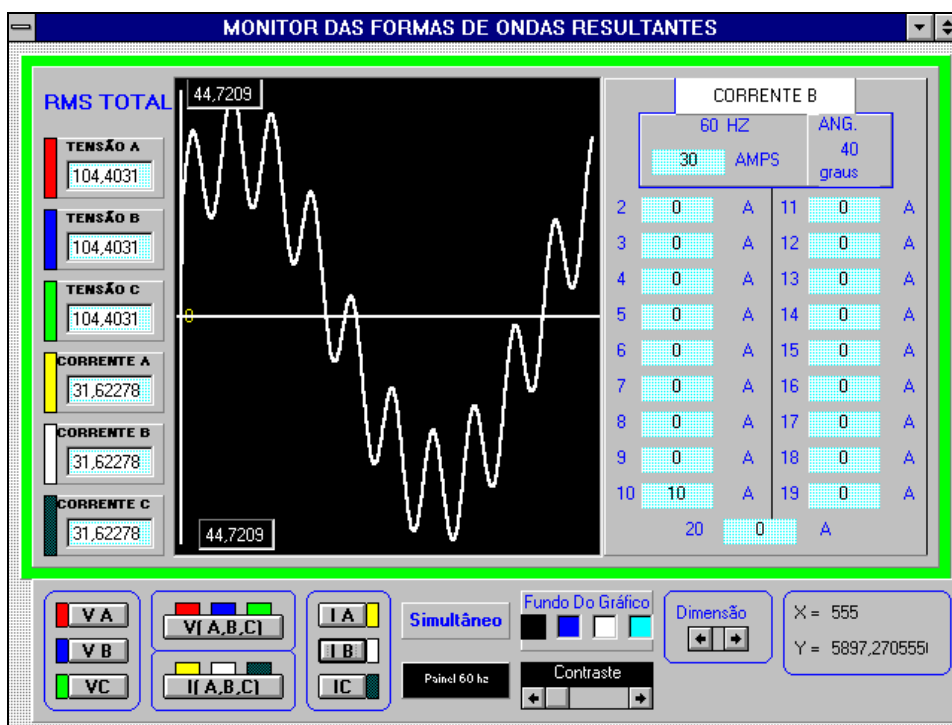 MONITOR DAS FORMAS DE ONDAS RESULTANTES
RMS TOTAL
TENSÃO A
104,4031
TENSÃO B
104,4031
TENSÃO C
104,4031
CORRENTE A
31,62278
CORRENTE B
31,62278
CORRENTE C
31,62278
44,7209
0
44,7209
CORRENTE B
60 HZ
30 AMPS
ANG.
40
graus
2 0 A 11 0 A
3 0 A 12 0 A
4 0 A 13 0 A
5 0 A 14 0 A
6 0 A 15 0 A
7 0 A 16 0 A
8 0 A 17 0 A
9 0 A 18 0 A
10 10 A 19 0 A
20 0 A
V A
V B
VC
V( A,B,C)
I( A,B,C)
I A
I B
IC
Simultâneo
Painel 60 hz
Fundo Do Gráfico
Contraste
Dimensão
X = 555
Y = 5897,270555